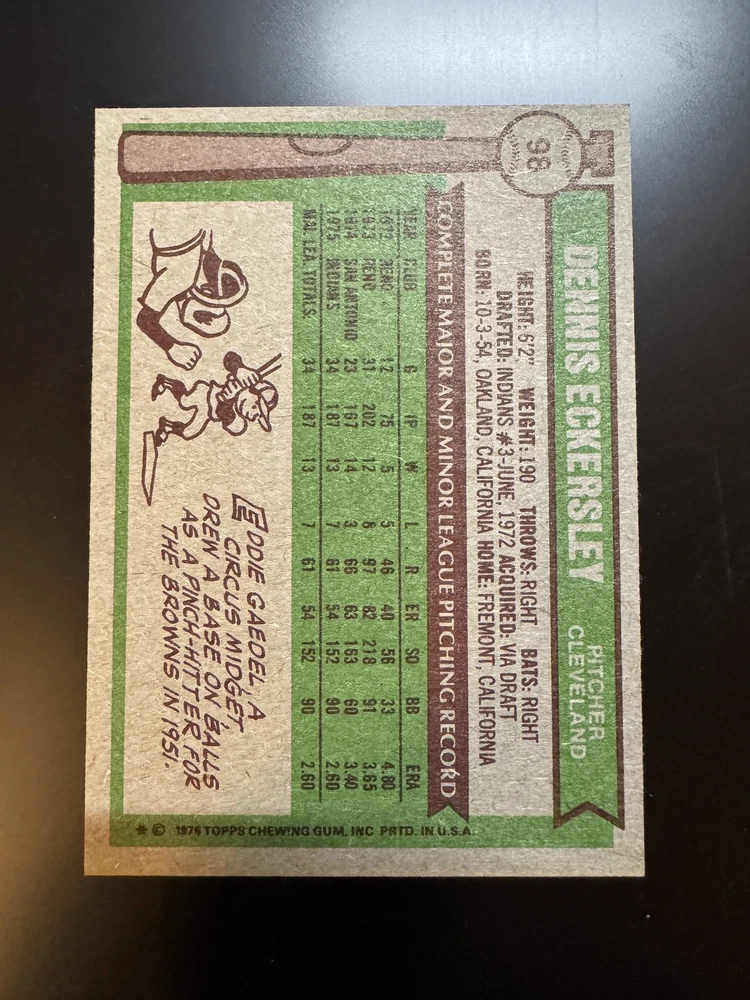 98
DENNIS ECKERSLEY
PITCHER
CLEVELAND
HEIGHT: 6'2" WEIGHT: 190 THROWS: RIGHT BATS: RIGHT
DRAFTED: INDIANS #3-JUNE, 1972 ACQUIRED: VIA DRAFT
BORN: 10-3-54, OAKLAND, CALIFORNIA HOME: FREMONT, CALIFORNIA
COMPLETE MAJOR AND MINOR LEAGUE PITCHING RECORD
YEAR CLUB G IP W L R ER SO BB ERA
1972 RENO 12 75 5 5 46 40 56 33 4.80
1973 RENO 31 202 12 8 97 82 218 91 3.65
1974 SAN ANTONIO 23 167 14 3 66 63 163 60 3.40
1975 INDIANS 34 187 13 7 61 54 152 90 2.60
MAJ. LEA. TOTALS 34 187 13 7 61 54 152 90 2.60
EDDIE GAEDEL, A
CIRCUS MIDGET,
DREW A BASE ON BALLS
AS A PINCH-HITTER FOR
THE BROWNS IN 1951.
* © 1976 TOPPS CHEWING GUM, INC. PRTD. IN U.S.A.